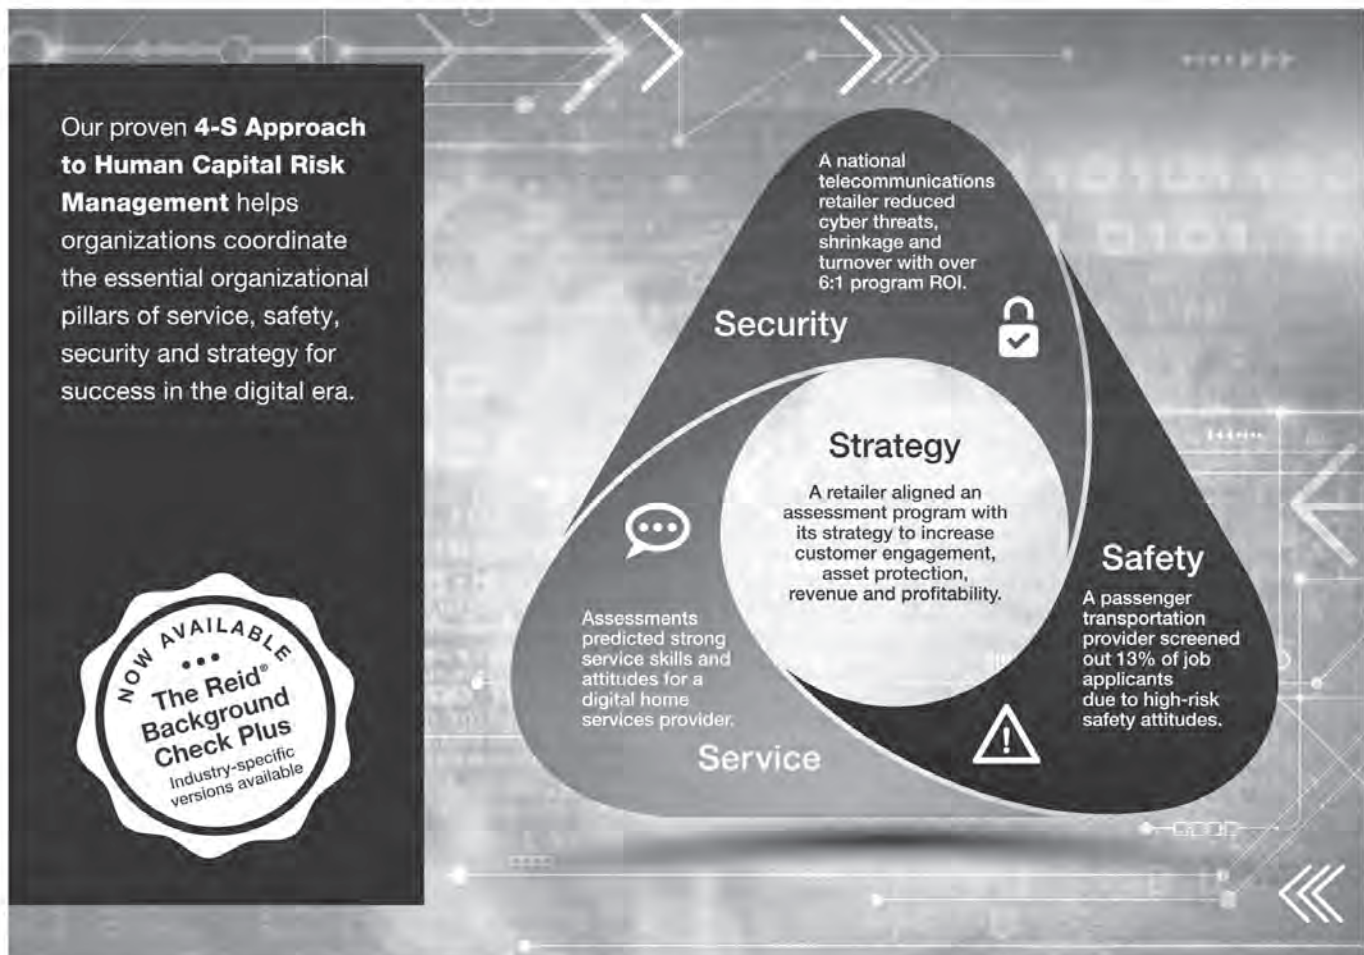 Our proven 4-S Approach
to Human Capital Risk
Management helps
organizations coordinate
the essential organizational
pillars of service, safety,
security and strategy for
success in the digital era.
NOW AVAILABLE
The Reid®
Background
Check Plus
Industry-specific
versions available
A national
telecommunications
retailer reduced
cyber threats,
shrinkage and
turnover with over
6:1 program ROI.
Security
Strategy
A retailer aligned an
assessment program with
its strategy to increase
customer engagement,
asset protection,
revenue and profitability.
Safety
A passenger
transportation
provider screened
out 13% of job
applicants
due to high-risk
safety attitudes.
Assessments
predicted strong
service skills and
attitudes for a
digital home
services provider.
Service